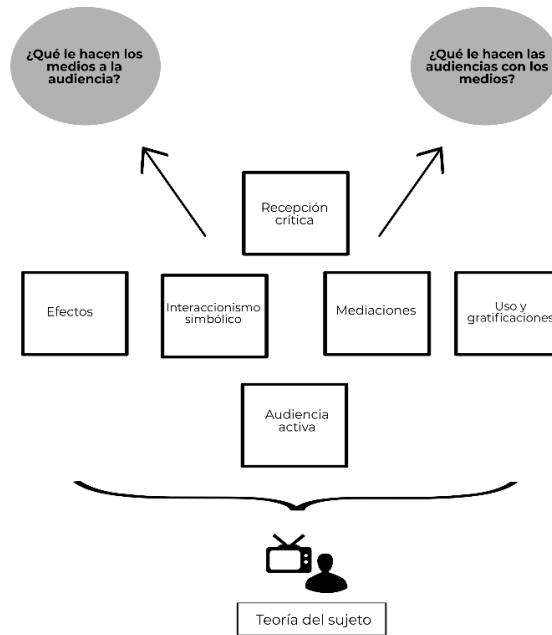 ¿Qué le hacen los
medios a la
audiencia?
¿Qué le hacen las
audiencias con los
medios?
Recepción
crítica
Efectos
Interaccionismo
simbólico
Mediaciones
Uso y
gratificaciones
Audiencia
activa
Teoría del sujeto